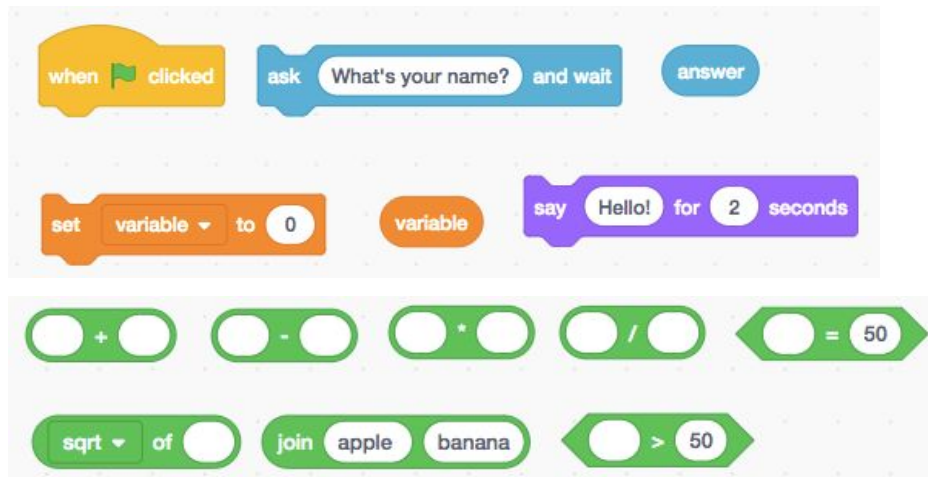 when clicked ask What's your name? and wait answer
set variable to 0 variable say Hello! for 2 seconds
+ - * / = 50
sqrt of join apple banana > 50